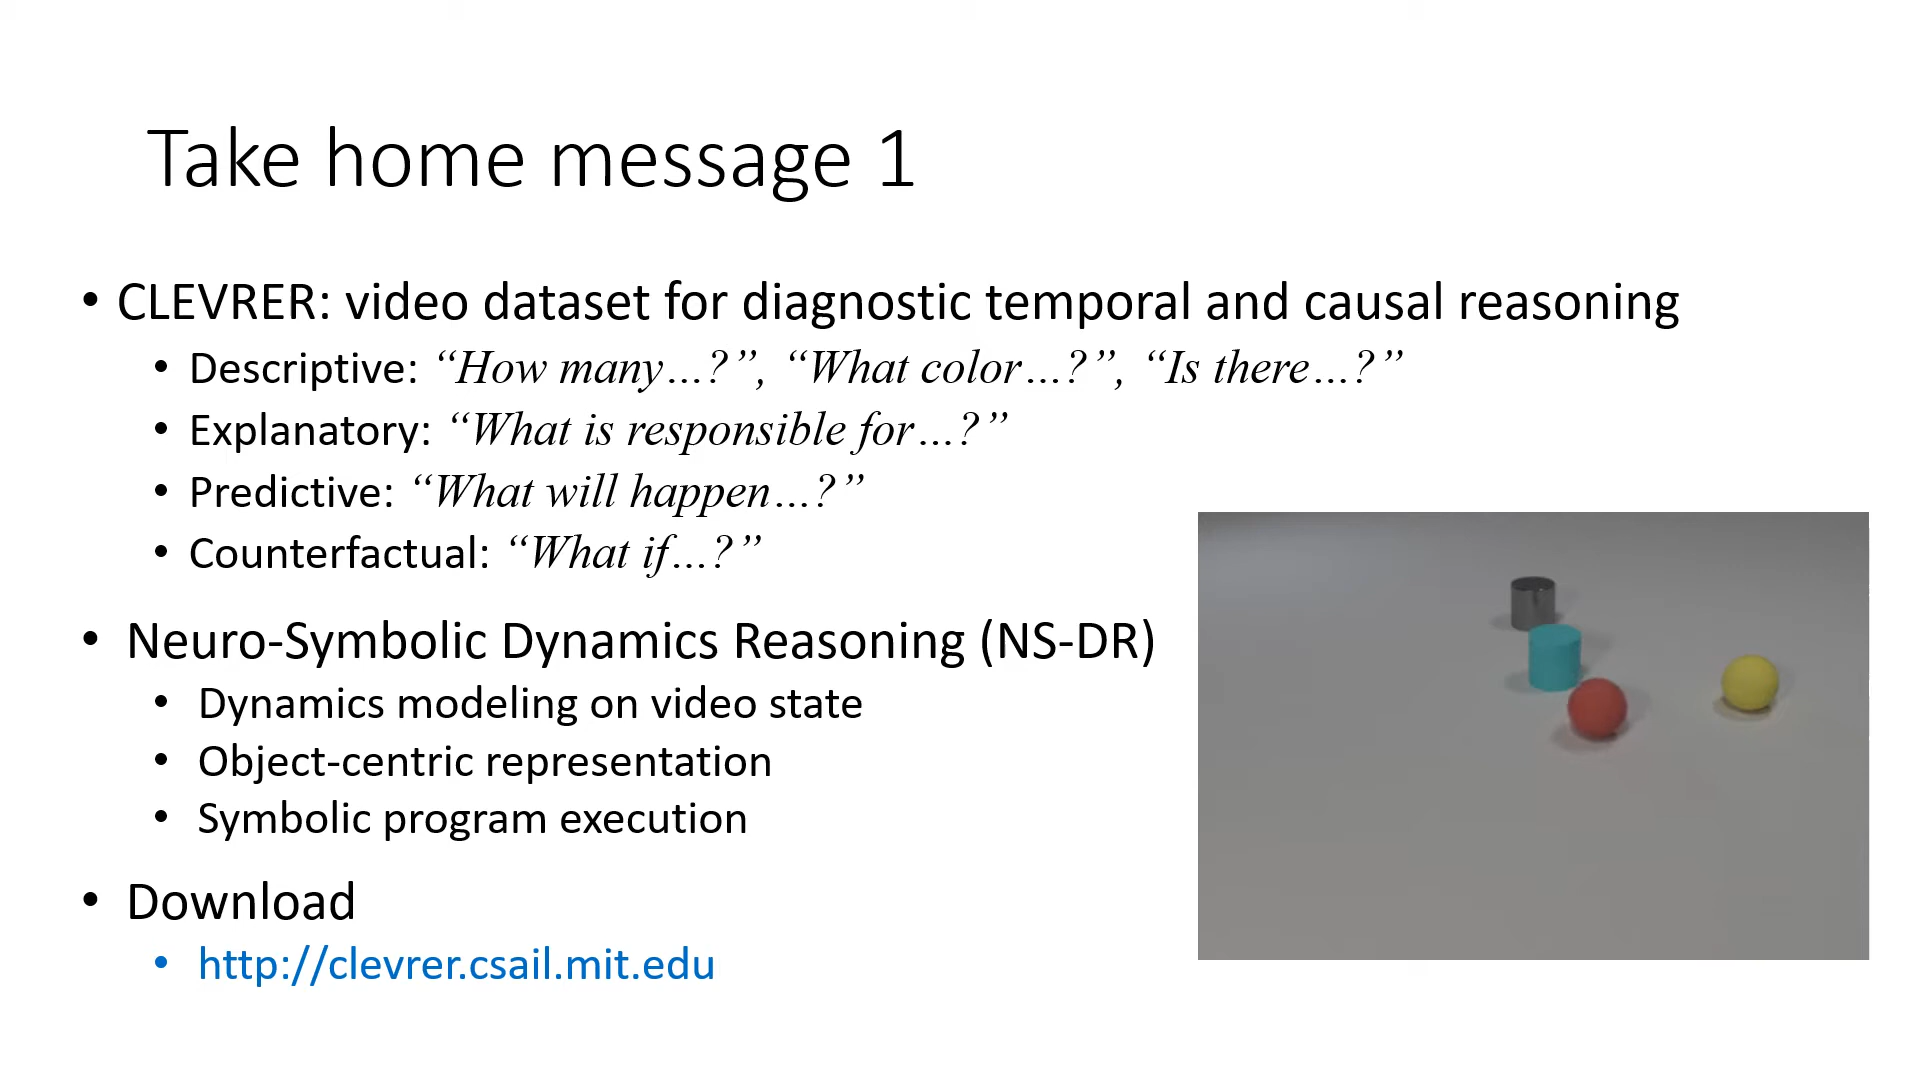 Take home message 1
• CLEVRER: video dataset for diagnostic temporal and causal reasoning
• Descriptive: “How many…?”, “What color…?”, “Is there…?”
• Explanatory: “What is responsible for…?”
• Predictive: “What will happen…?”
• Counterfactual: “What if…?”
• Neuro-Symbolic Dynamics Reasoning (NS-DR)
• Dynamics modeling on video state
• Object-centric representation
• Symbolic program execution
• Download
• http://clevrer.csail.mit.edu